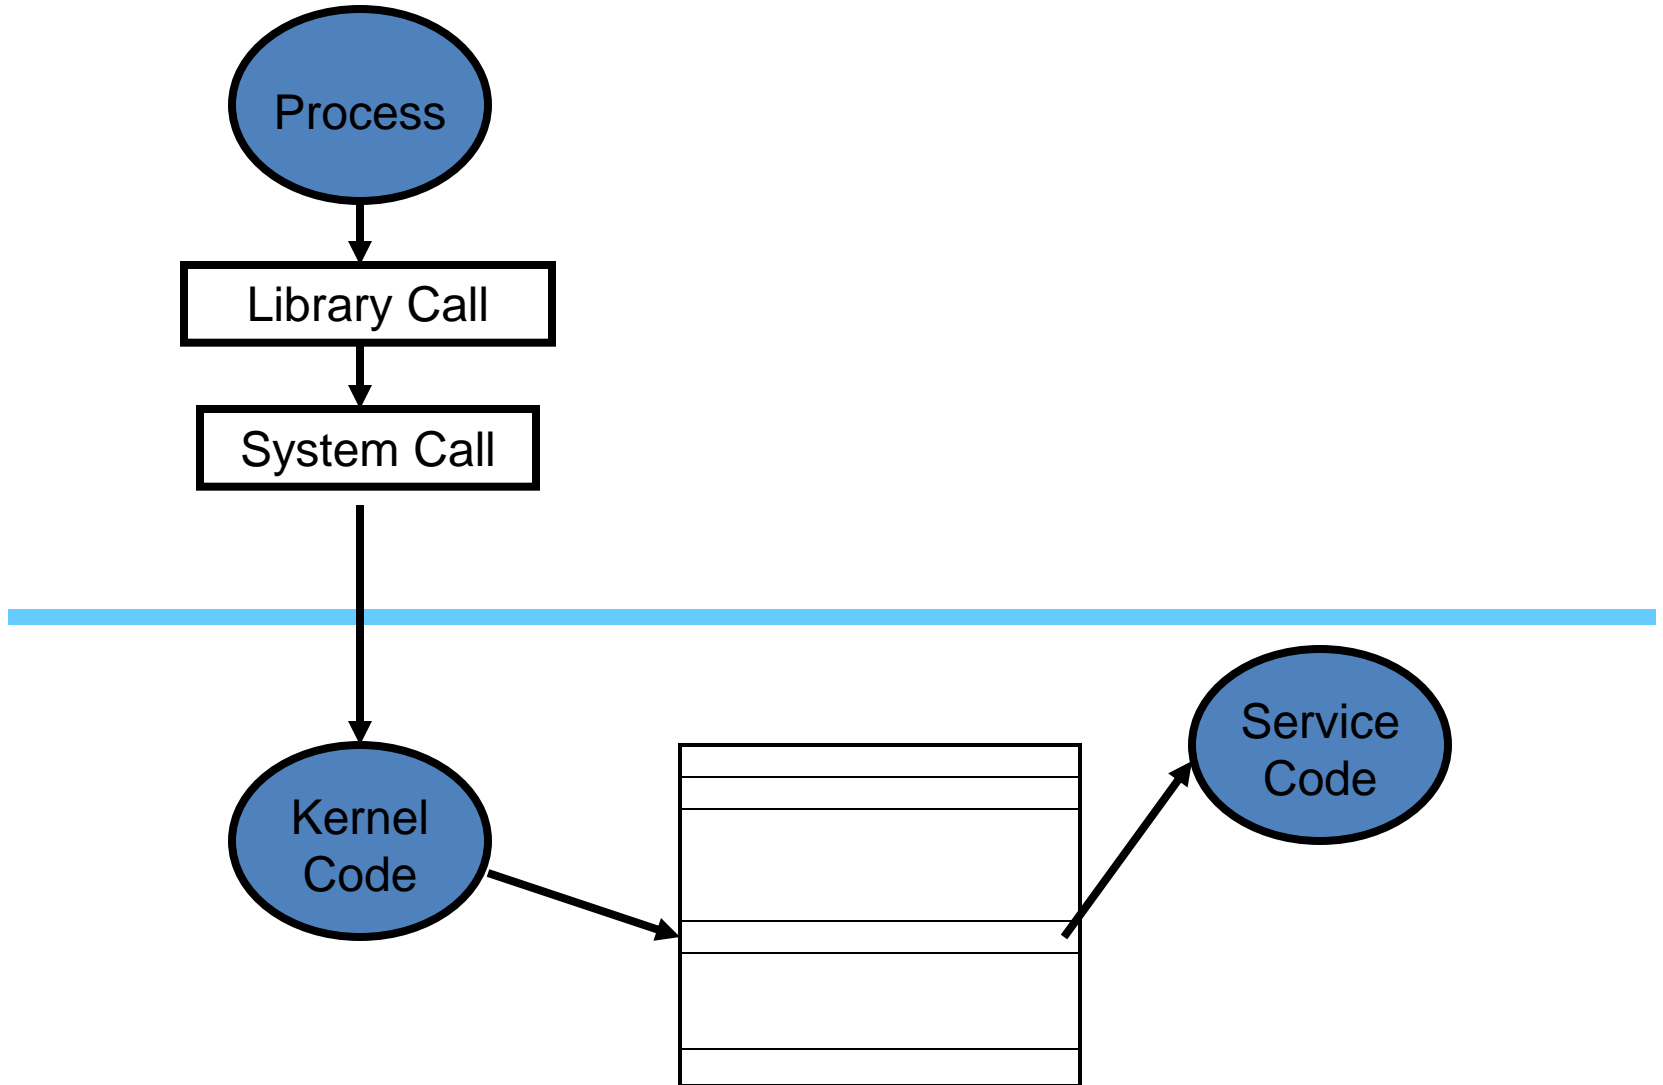 Process
Library Call
System Call
Kernel
Code
Service
Code